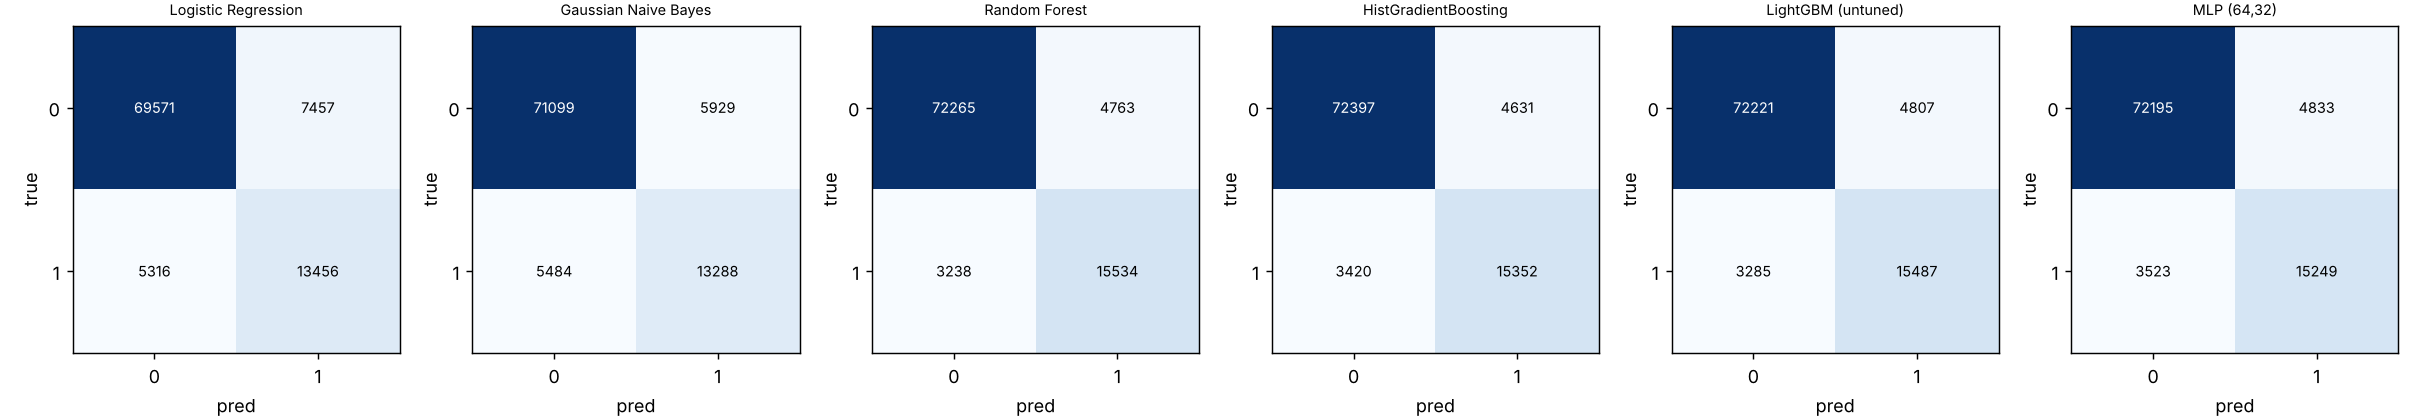 Logistic Regression
0
69571 7457
true
1
5316 13456
0 1
pred
Gaussian Naive Bayes
0
71099 5929
true
1
5484 13288
0 1
pred
Random Forest
0
72265 4763
true
1
3238 15534
0 1
pred
HistGradientBoosting
0
72397 4631
true
1
3420 15352
0 1
pred
LightGBM (untuned)
0
72221 4807
true
1
3285 15487
0 1
pred
MLP (64,32)
0
72195 4833
true
1
3523 15249
0 1
pred